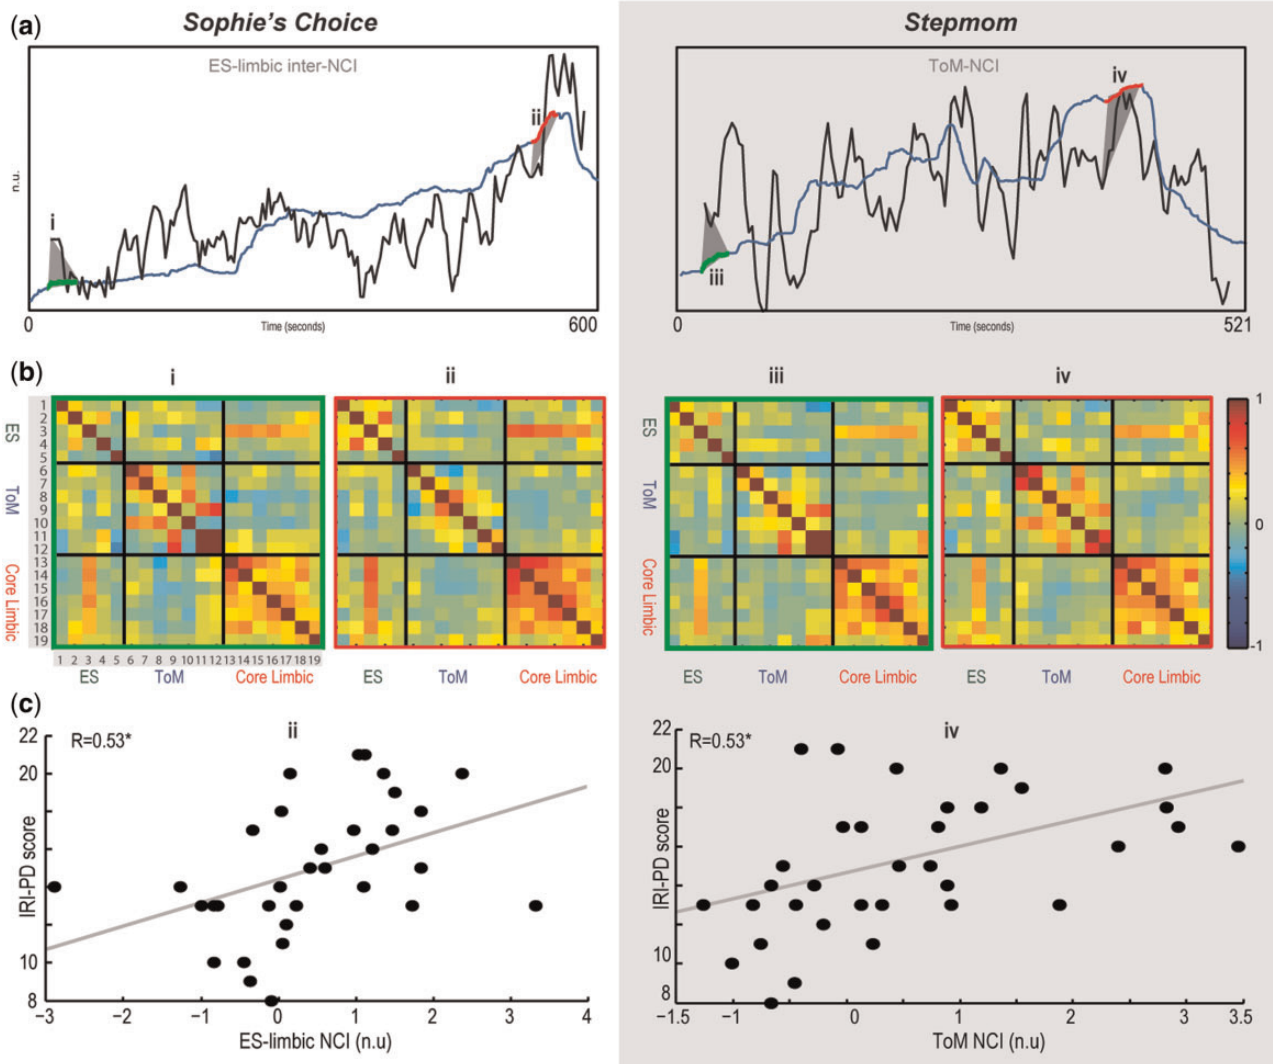 (a)
Sophie's Choice
Stepmom
ES-limbic inter-NCI
ToM-NCI
n.u.
i
ii
iii
iv
0
Time (seconds)
600
0
Time (seconds)
521
(b)
i
ii
iii
iv
ES
ToM
Core Limbic
1
2
3
4
5
6
7
8
9
10
11
12
13
14
15
16
17
18
19
1 2 3 4 5 6 7 8 9 10 11 12 13 14 15 16 17 18 19
ES ToM Core Limbic
ES ToM Core Limbic
ES
ToM
Core Limbic
ES ToM Core Limbic
ES ToM Core Limbic
1
0
-1
(c)
ii
R=0.53*
IRI-PD score
22
20
10
8
−3 −2 −1 0 1 2 3 4
ES-limbic NCI (n.u)
iv
R=0.53*
IRI-PD score
22
20
10
8
−1.5 −1 0 1 2 3 3.5
ToM NCI (n.u)